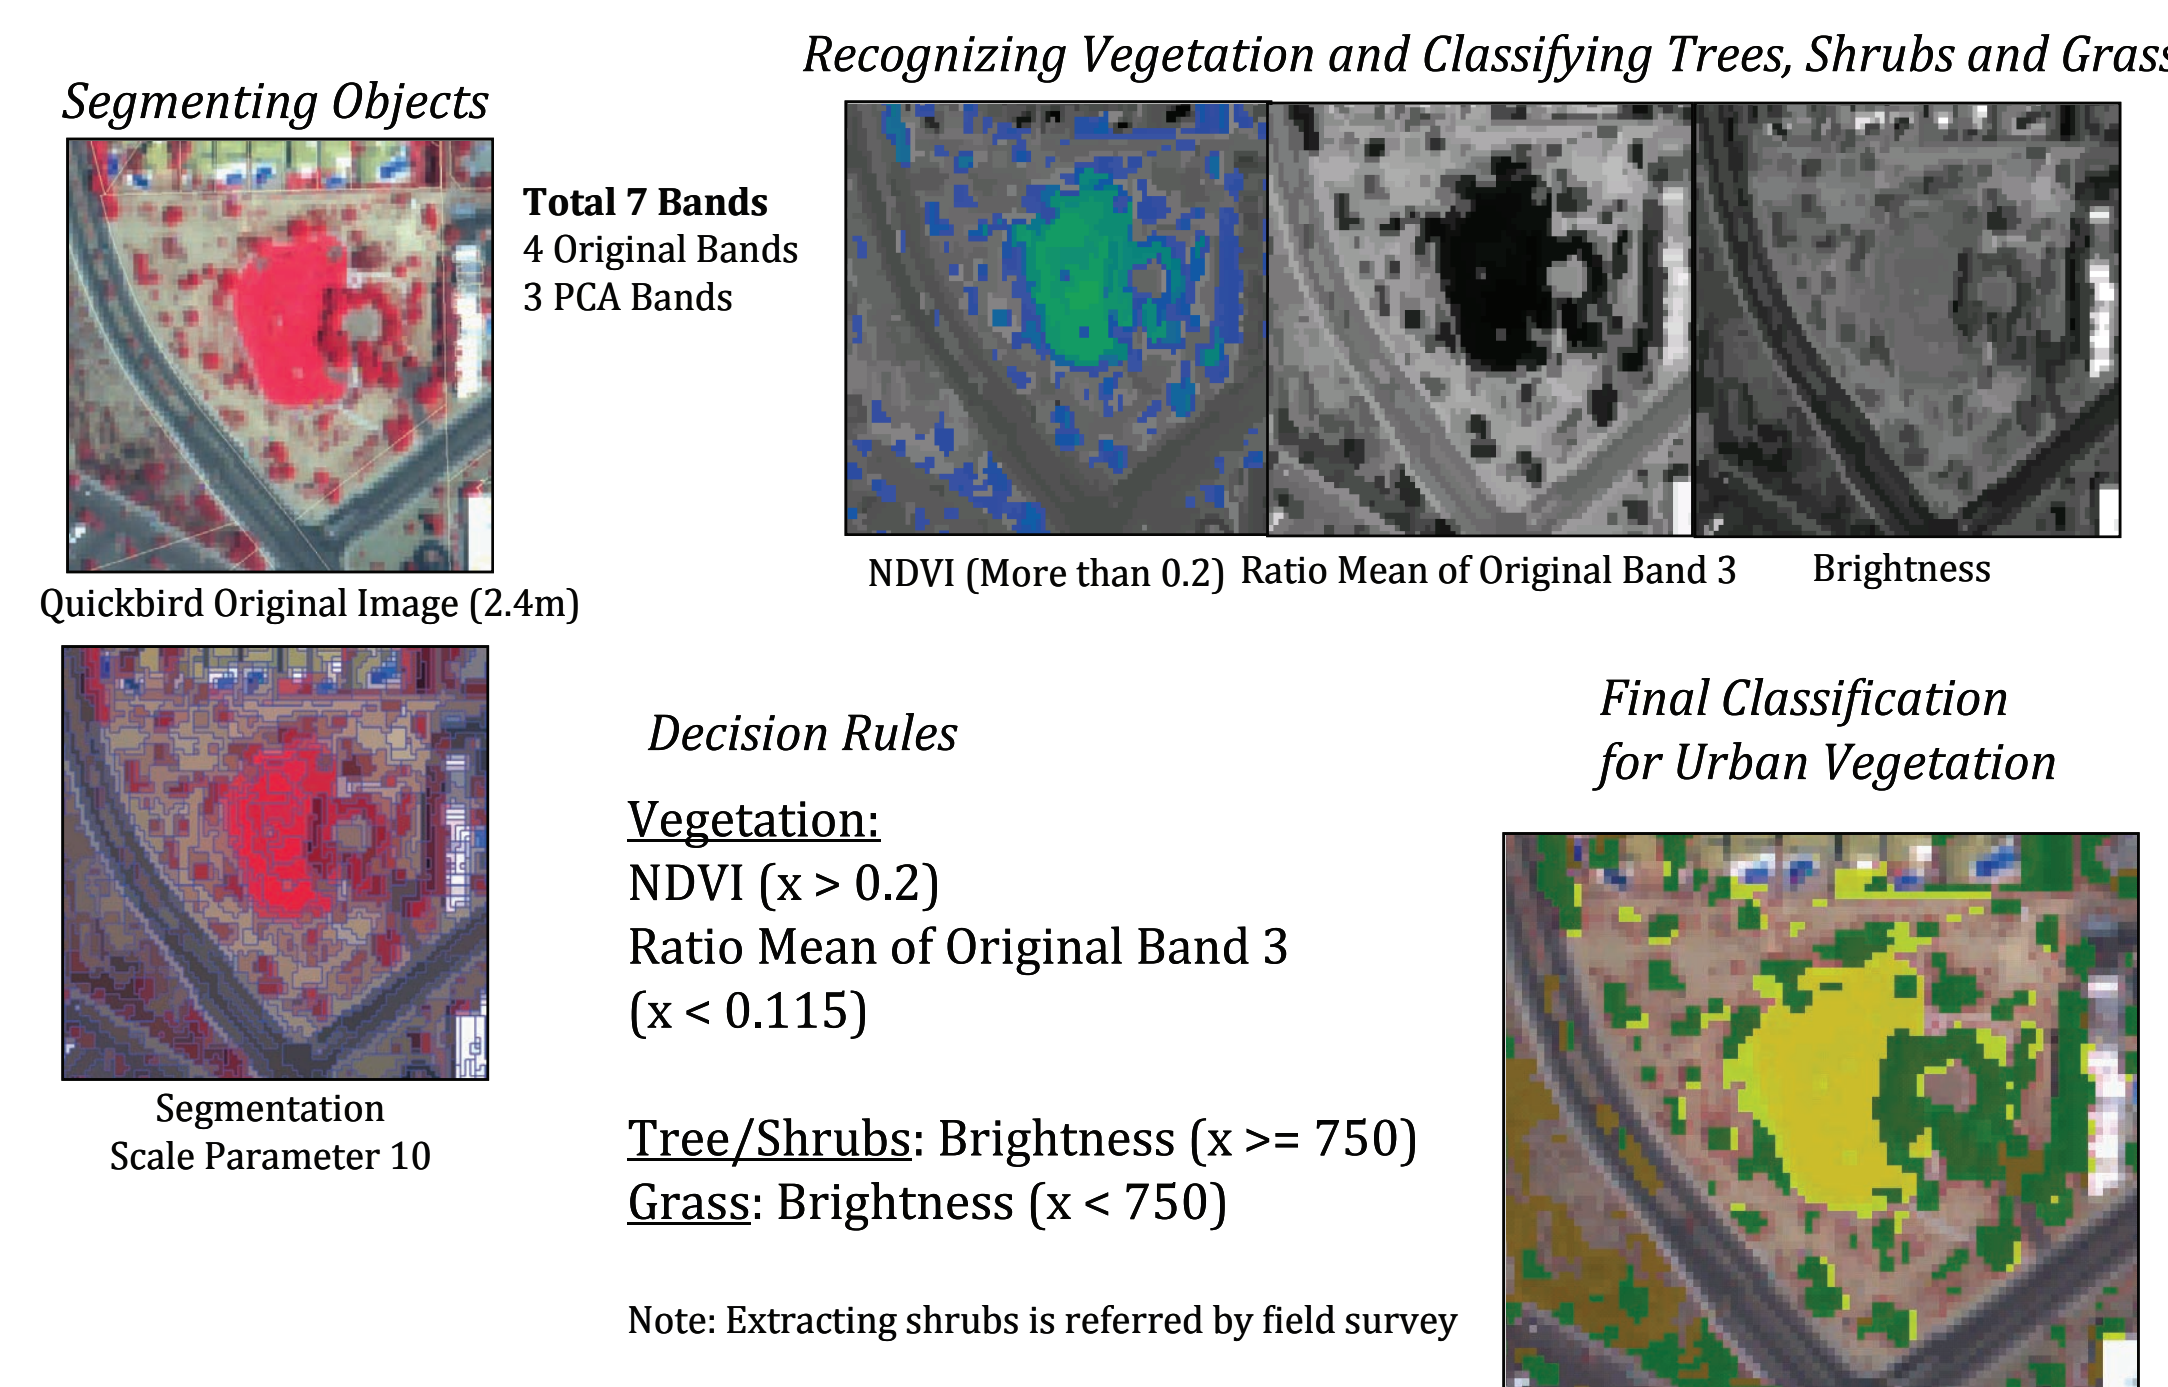 Recognizing Vegetation and Classifying Trees, Shrubs and Grass
Segmenting Objects
Total 7 Bands
4 Original Bands
3 PCA Bands
NDVI (More than 0.2)
Ratio Mean of Original Band 3
Brightness
Quickbird Original Image (2.4m)
Segmentation
Scale Parameter 10
Decision Rules
Vegetation:
NDVI (x > 0.2)
Ratio Mean of Original Band 3
(x < 0.115)
Tree/Shrubs: Brightness (x >= 750)
Grass: Brightness (x < 750)
Note: Extracting shrubs is referred by field survey
Final Classification
for Urban Vegetation